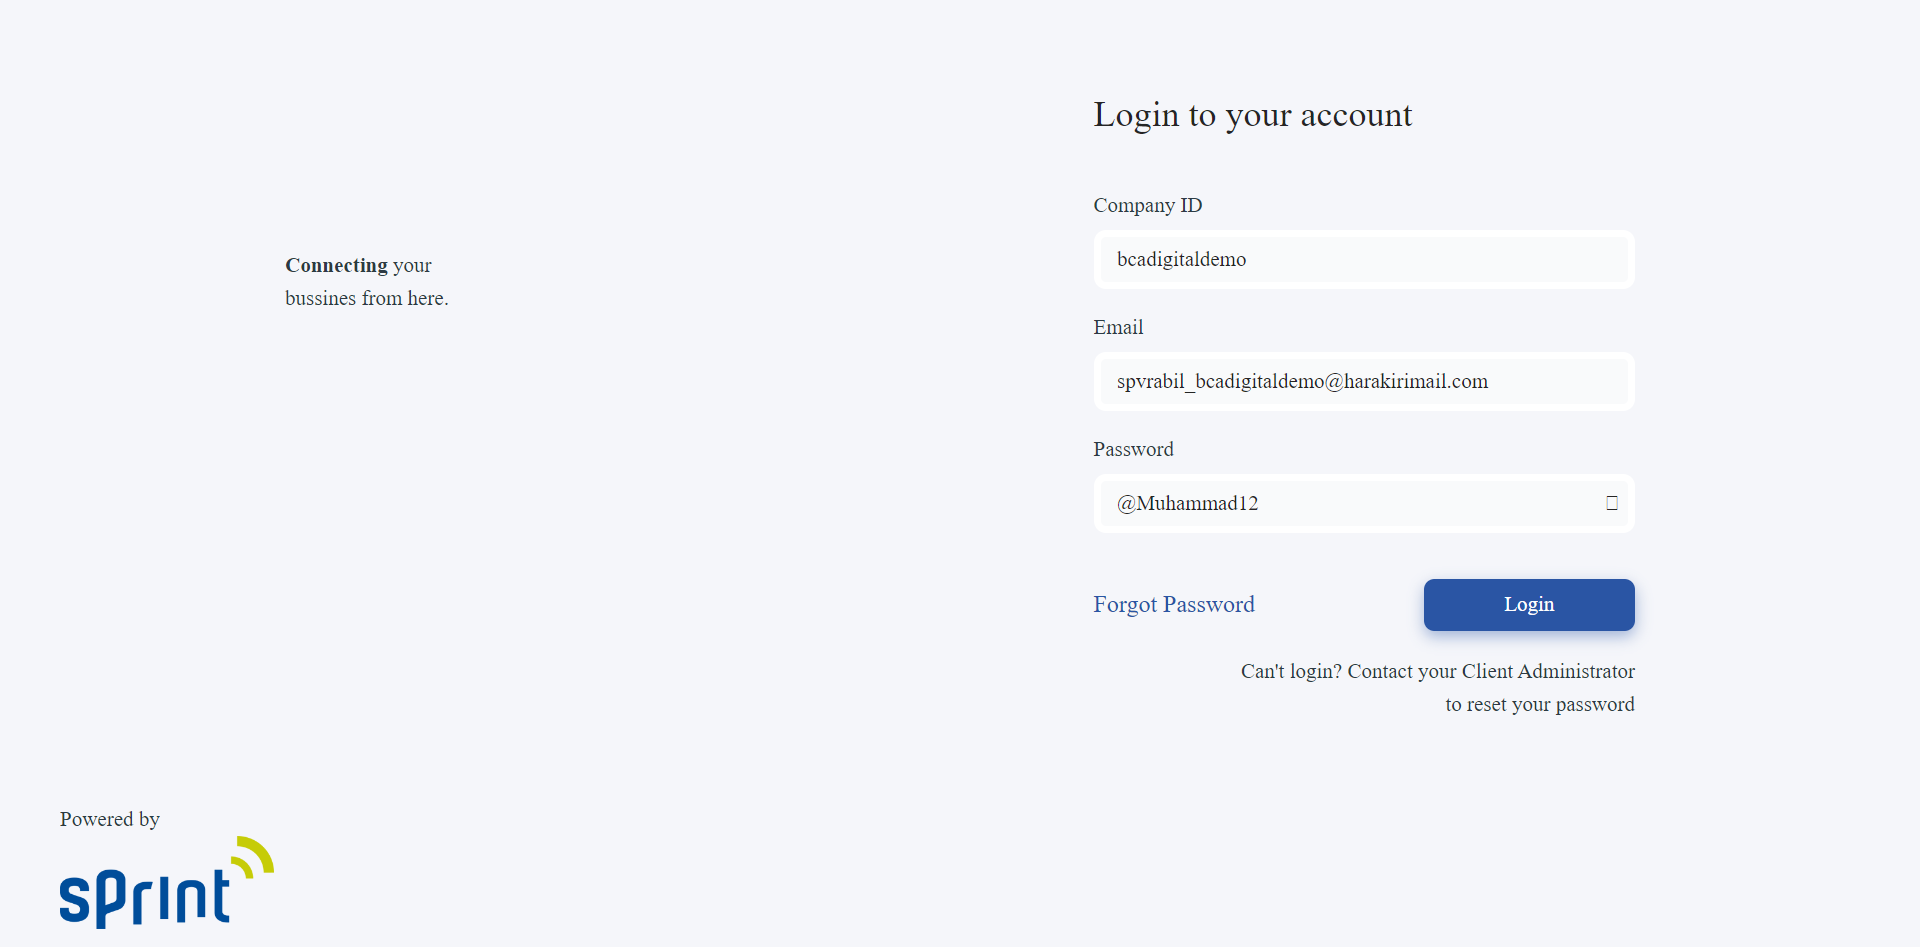 Login to your account
Company ID
bcadigitaldemo
Connecting your
bussines from here.
Email
spvrabil_bcadigitaldemo@harakirimail.com
Password
@Muhammad12
Forgot Password
Login
Can't login? Contact your Client Administrator
to reset your password
Powered by
sprint